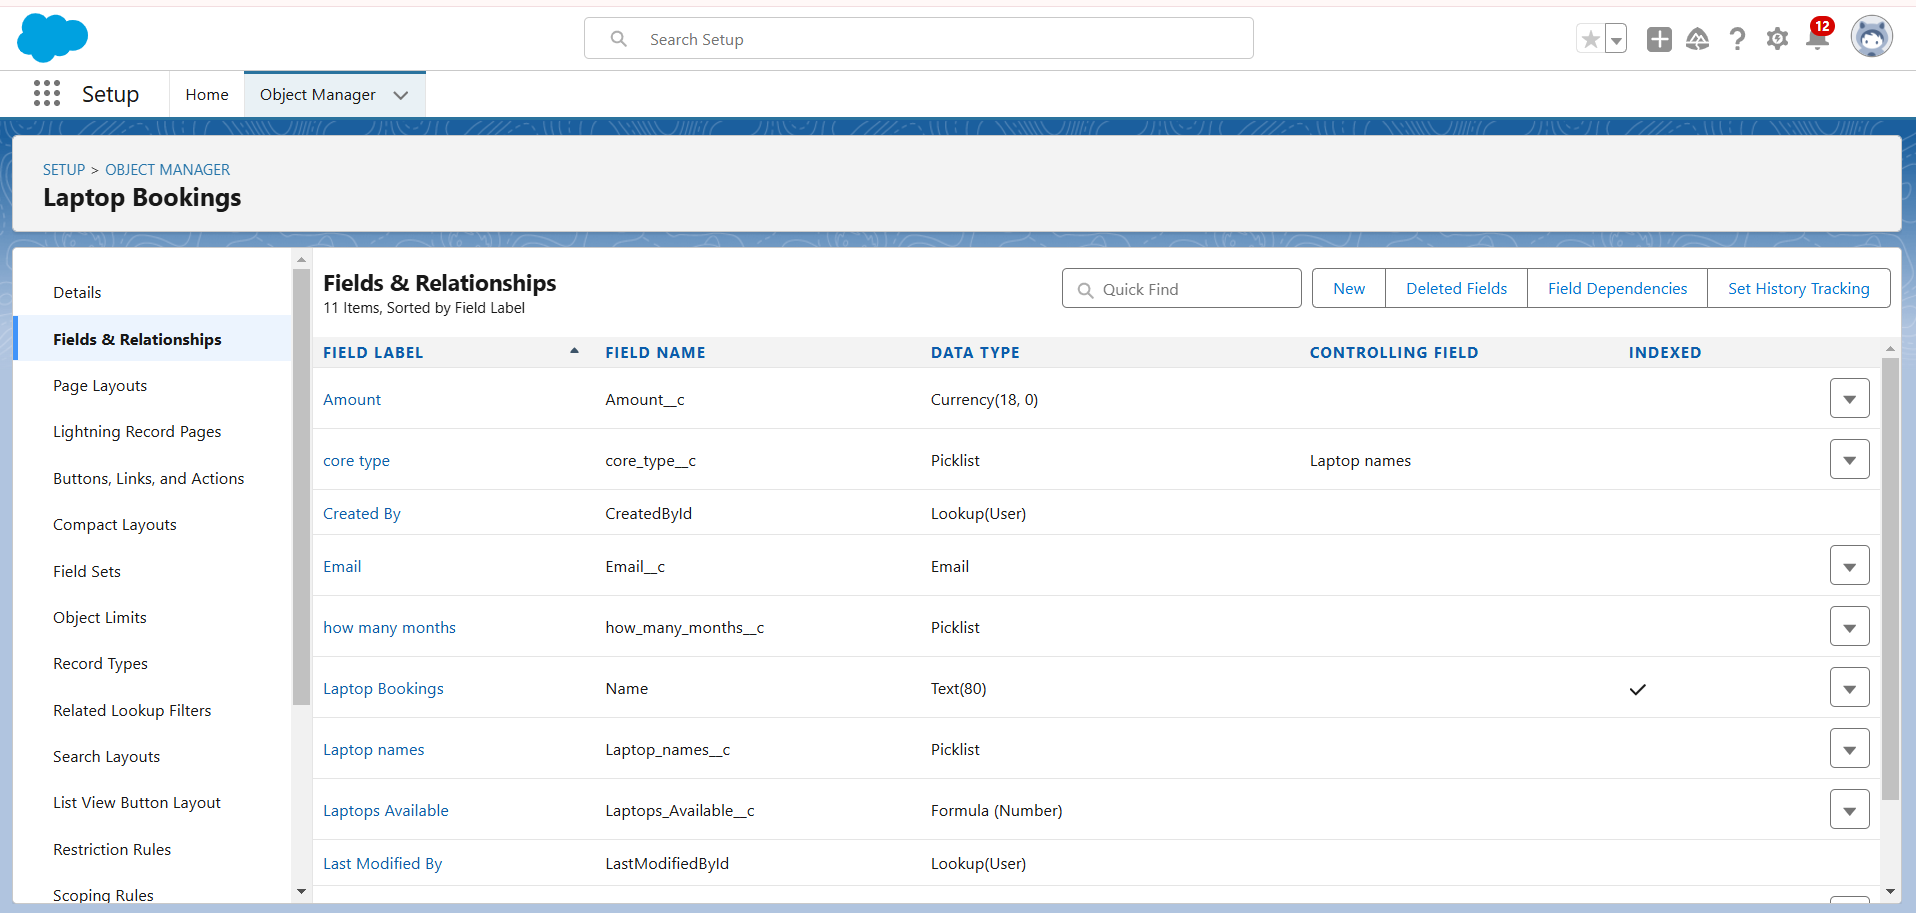 Search Setup
12
Setup
Home
Object Manager
SETUP > OBJECT MANAGER
Laptop Bookings
Details
Fields & Relationships
Page Layouts
Lightning Record Pages
Buttons, Links, and Actions
Compact Layouts
Field Sets
Object Limits
Record Types
Related Lookup Filters
Search Layouts
List View Button Layout
Restriction Rules
Scoping Rules
Fields & Relationships
11 Items, Sorted by Field Label
Quick Find
New
Deleted Fields
Field Dependencies
Set History Tracking
FIELD LABEL FIELD NAME DATA TYPE CONTROLLING FIELD INDEXED
Amount Amount__c Currency(18, 0)
core type core_type__c Picklist Laptop names
Created By CreatedById Lookup(User)
Email Email__c Email
how many months how_many_months__c Picklist
Laptop Bookings Name Text(80)
Laptop names Laptop_names__c Picklist
Laptops Available Laptops_Available__c Formula (Number)
Last Modified By LastModifiedById Lookup(User)